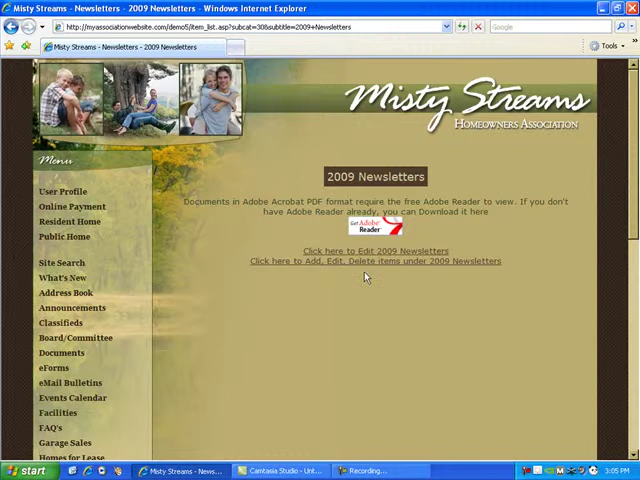 Misty Streams - Newsletters - 2009 Newsletters - Windows Internet Explorer
http://myassociationwebsite.com/demo5/item_list.asp?subcat=30&subtitle=2009+Newsletters
Google
Misty Streams - Newsletters - 2009 Newsletters
Tools
Misty Streams
HOMEOWNERS ASSOCIATION
Menu
2009 Newsletters
User Profile
Documents in Adobe Acrobat PDF format require the free Adobe Reader to view. If you don't
have Adobe Reader already, you can Download it here
Online Payment
Resident Home
Get Adobe Reader
Public Home
Click here to Edit 2009 Newsletters
Click here to Add, Edit, Delete items under 2009 Newsletters
Site Search
What's New
Address Book
Announcements
Classifieds
Board/Committee
Documents
eForms
eMail Bulletins
Events Calendar
Facilities
FAQ's
Garage Sales
Homes for Lease
start
Misty Streams - News...
Camtasia Studio - Unt...
Recording...
3:05 PM